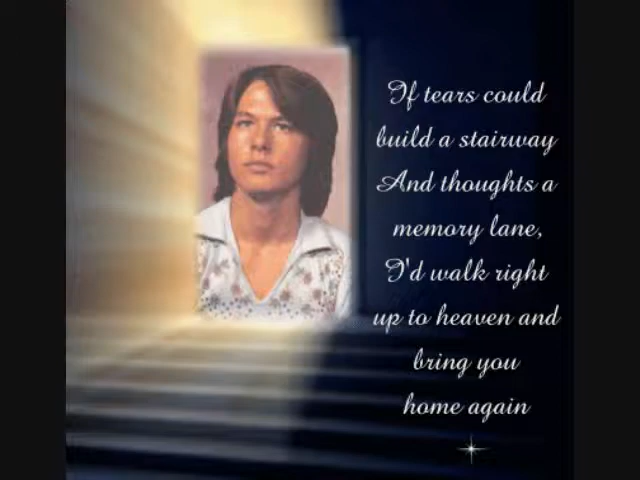 If tears could
build a stairway
And thoughts a
memory lane,
I'd walk right
up to heaven and
bring you
home again